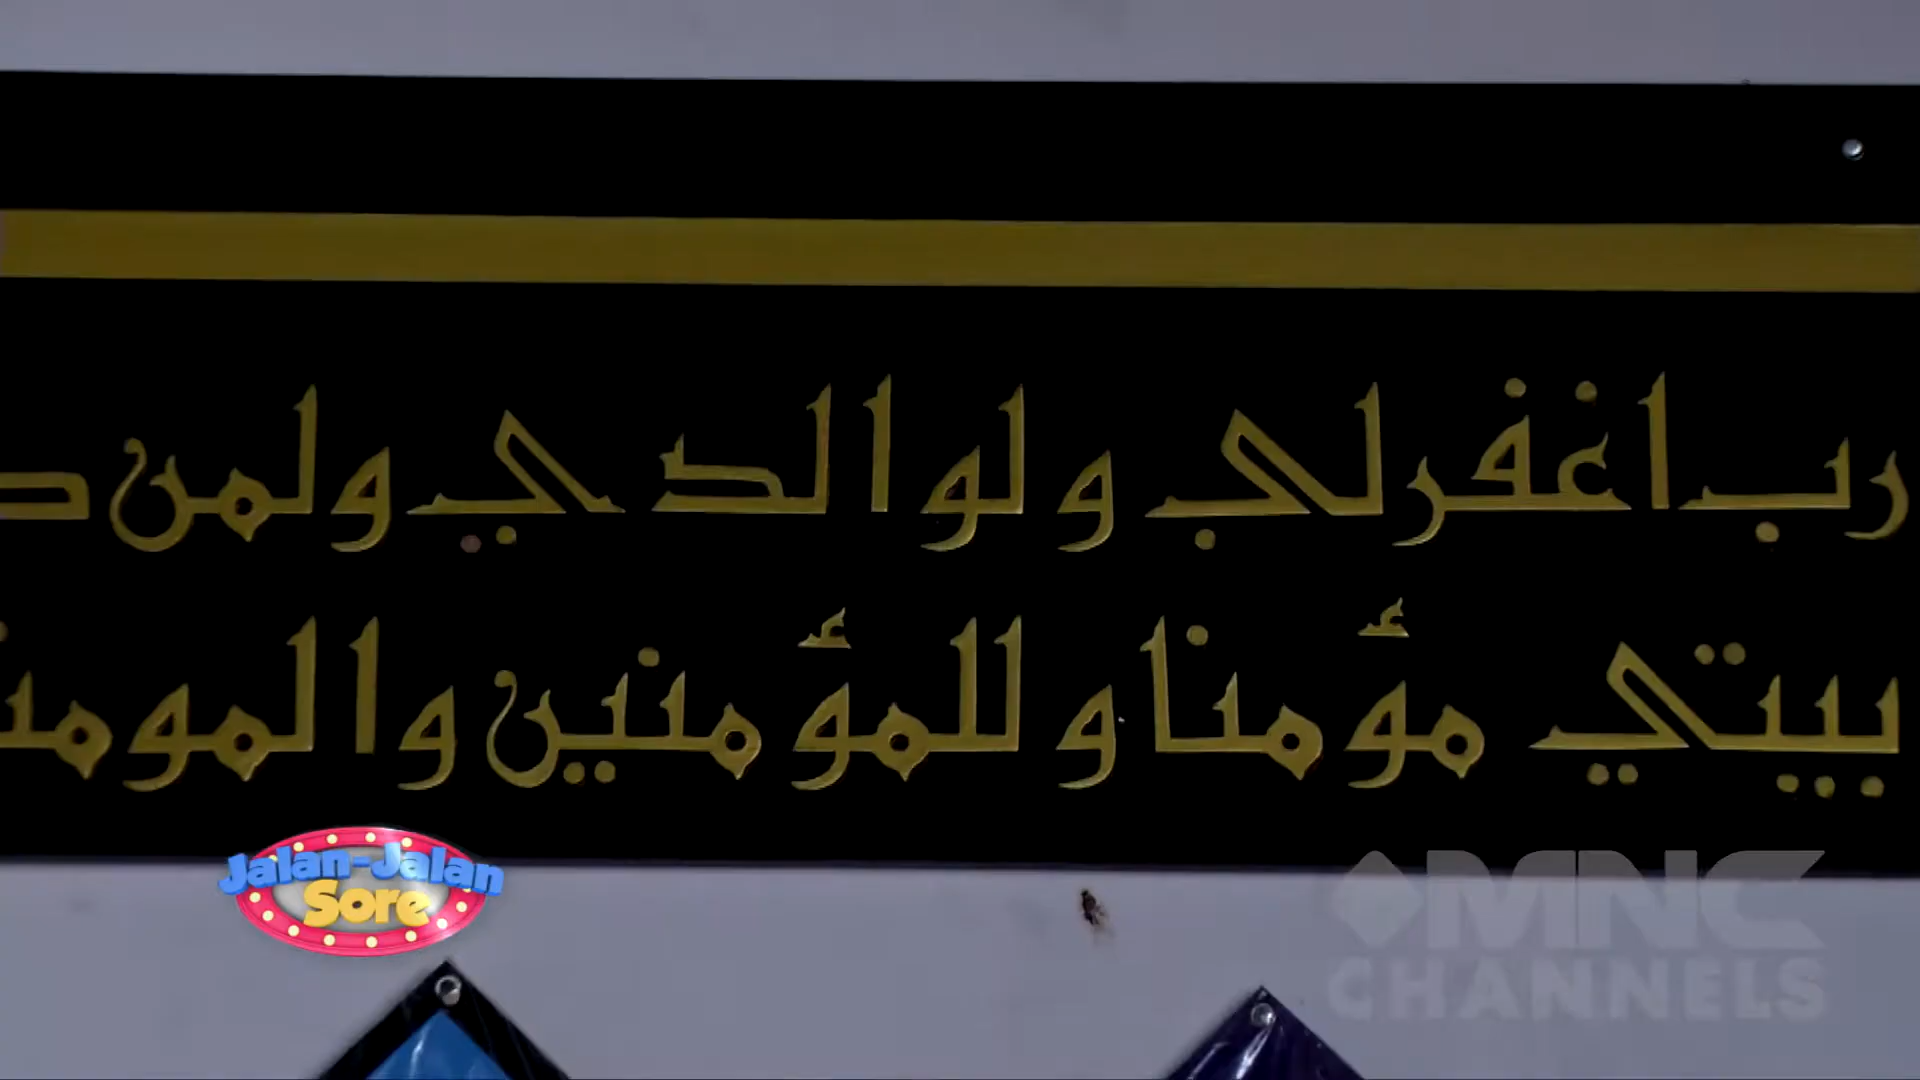 رب اغفرلي ولوالدي ولمن
بيتي مؤمنا وللمؤمنين
Jalan-Jalan
Sore
MNC
CHANNELS